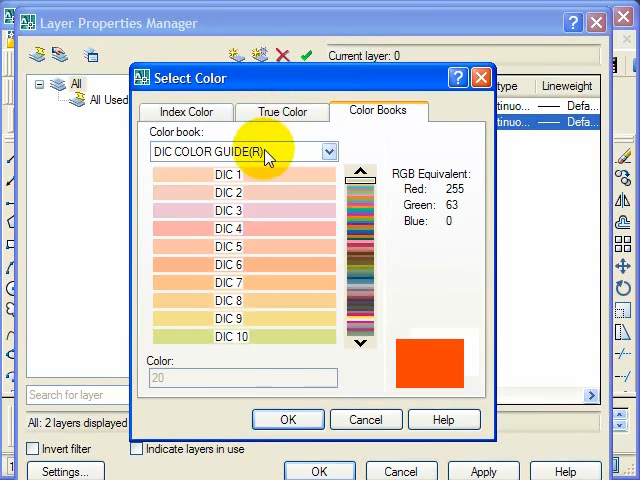 Layer Properties Manager
Current layer: 0
All
All Used
type
Lineweight
tinuo...
Defa...
tinuo...
Defa...
Search for layer
All: 2 layers displayed
Invert filter
Indicate layers in use
Settings...
OK
Cancel
Apply
Help
Select Color
Index Color
True Color
Color Books
Color book:
DIC COLOR GUIDE(R)
DIC 1
DIC 2
DIC 3
DIC 4
DIC 5
DIC 6
DIC 7
DIC 8
DIC 9
DIC 10
RGB Equivalent:
Red: 255
Green: 63
Blue: 0
Color:
20
OK
Cancel
Help